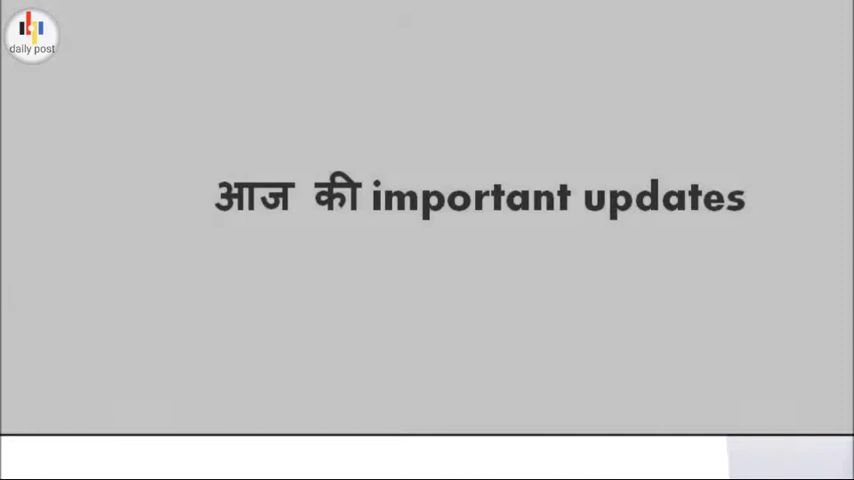 daily post
आज की important updates